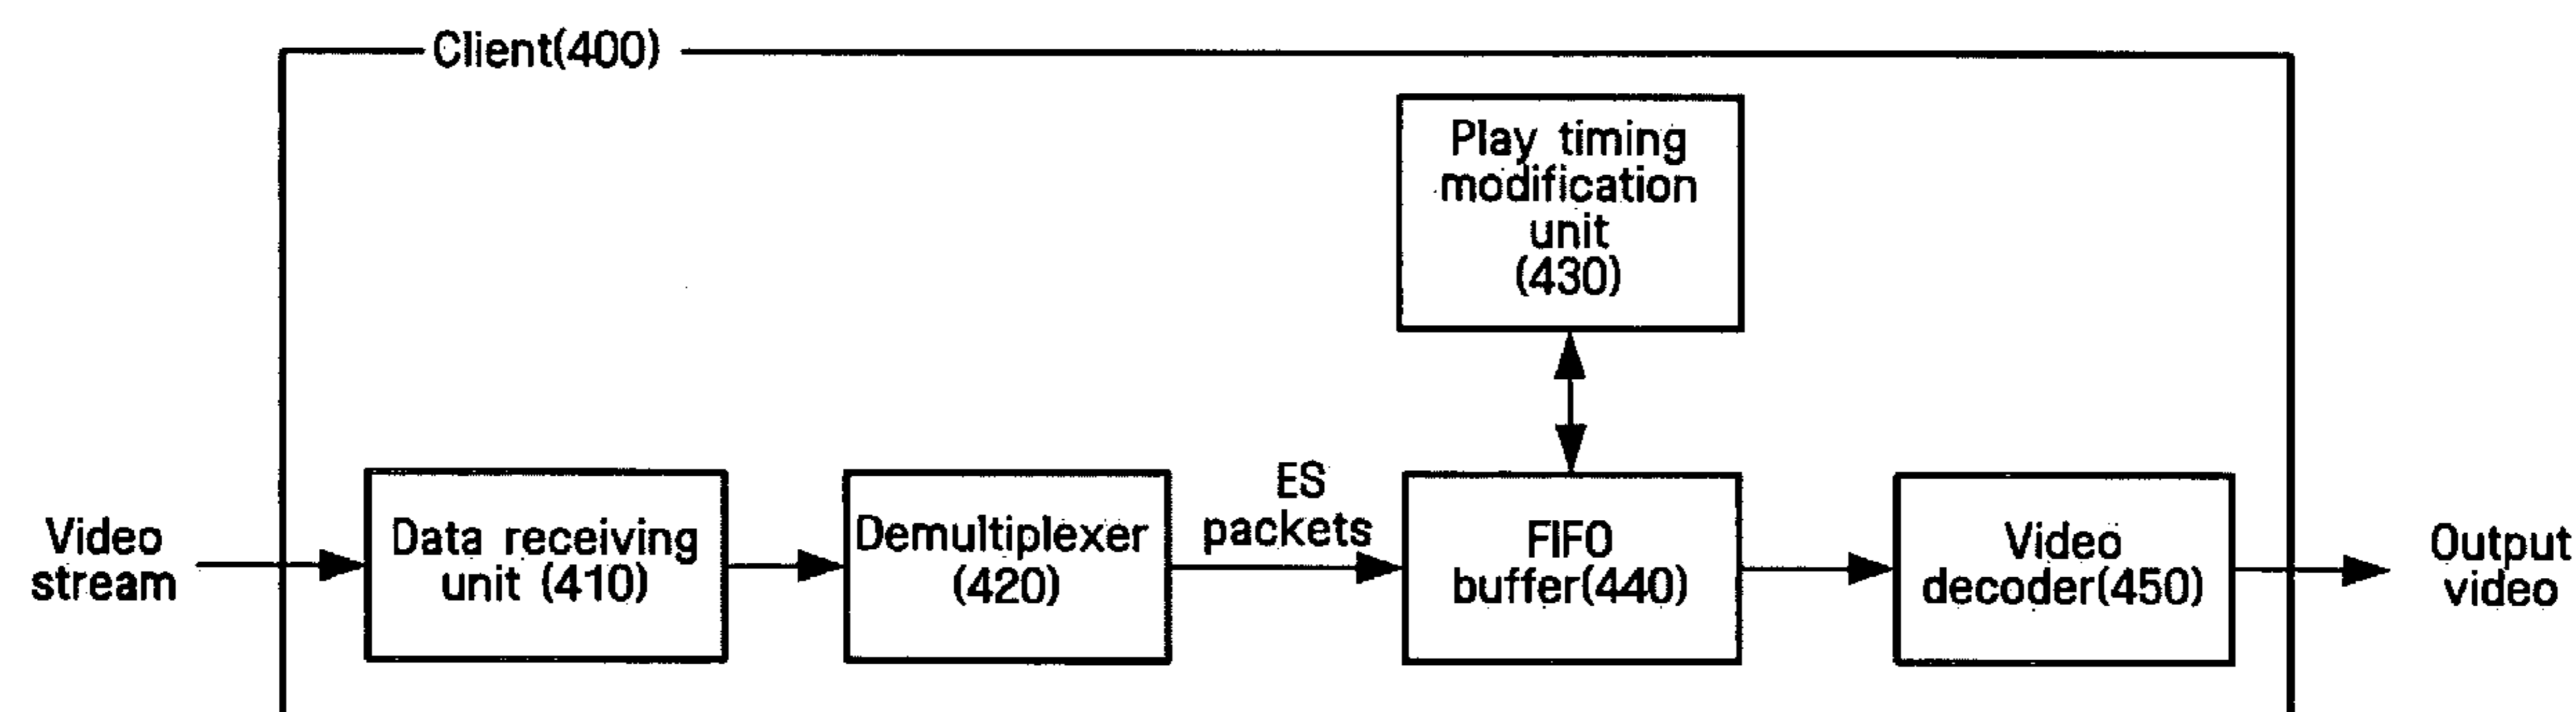 Client(400)
Play timing
modification
unit
(430)
Video
stream
Data receiving
unit (410)
Demultiplexer
(420)
ES
packets
FIFO
buffer(440)
Video
decoder(450)
Output
video